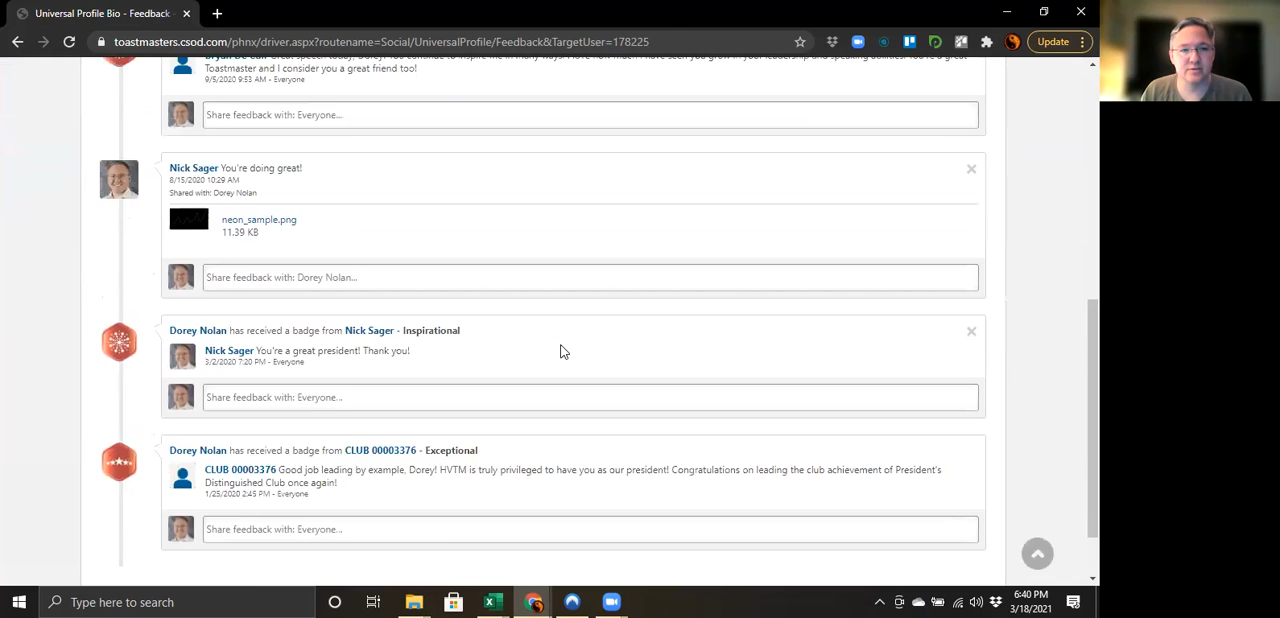 Universal Profile Bio - Feedback
toastmasters.csod.com/phnx/driver.aspx?routename=Social/UniversalProfile/Feedback&TargetUser=178225
Update
Toastmaster and I consider you a great friend too!
9/5/2020 9:53 AM - Everyone
Share feedback with: Everyone...
Nick Sager You're doing great!
8/15/2020 10:29 AM
Shared with: Dorey Nolan
neon_sample.png
11.39 KB
Share feedback with: Dorey Nolan...
Dorey Nolan has received a badge from Nick Sager - Inspirational
Nick Sager You're a great president! Thank you!
3/2/2020 7:20 PM - Everyone
Share feedback with: Everyone...
Dorey Nolan has received a badge from CLUB 00003376 - Exceptional
CLUB 00003376 Good job leading by example, Dorey! HVTM is truly privileged to have you as our president! Congratulations on leading the club achievement of President's
Distinguished Club once again!
1/25/2020 2:45 PM - Everyone
Share feedback with: Everyone...
Type here to search
6:40 PM
3/18/2021